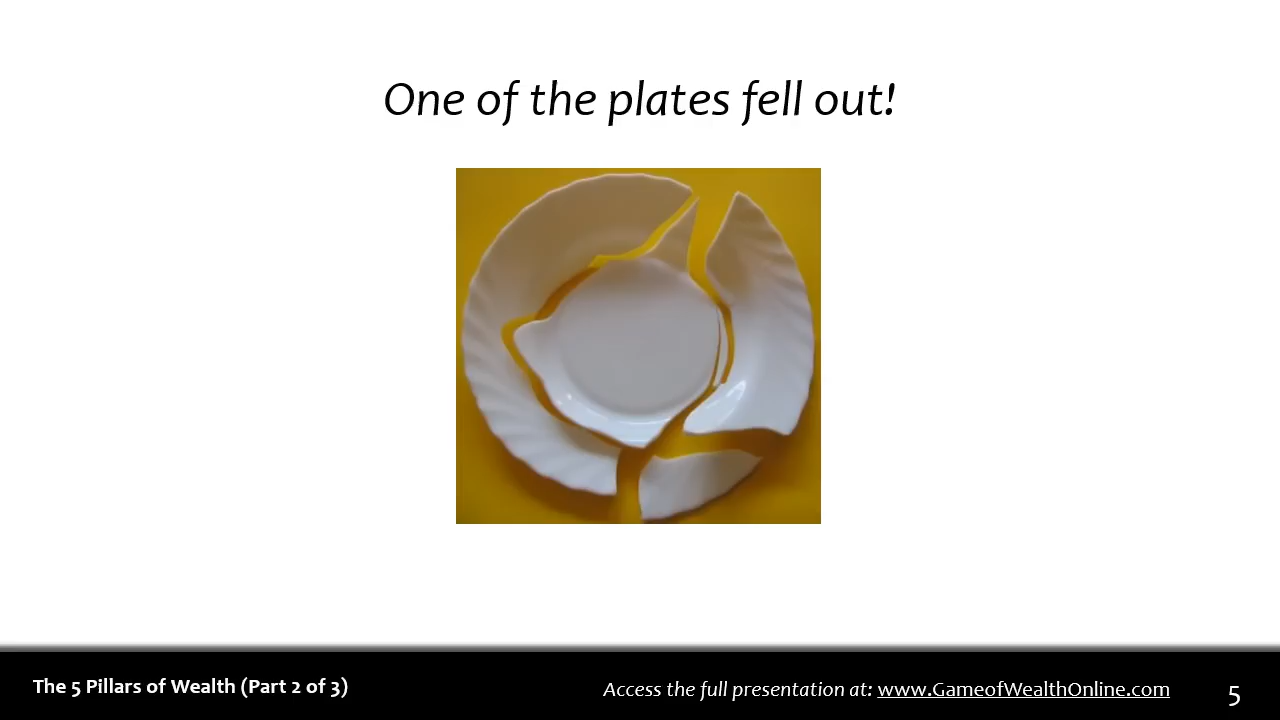 One of the plates fell out!
The 5 Pillars of Wealth (Part 2 of 3)
Access the full presentation at: www.GameofWealthOnline.com
5